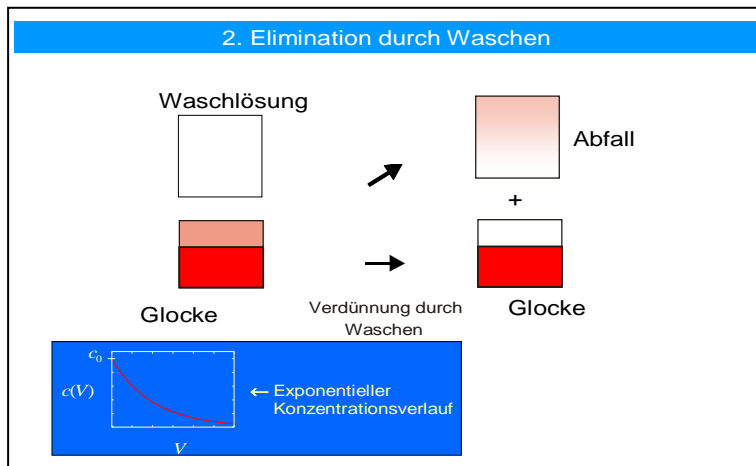 2. Elimination durch Waschen
Waschlösung
Abfall
+
Glocke
Verdünnung durch
Waschen
Glocke
c0
c(V)
V
← Exponentieller
Konzentrationsverlauf